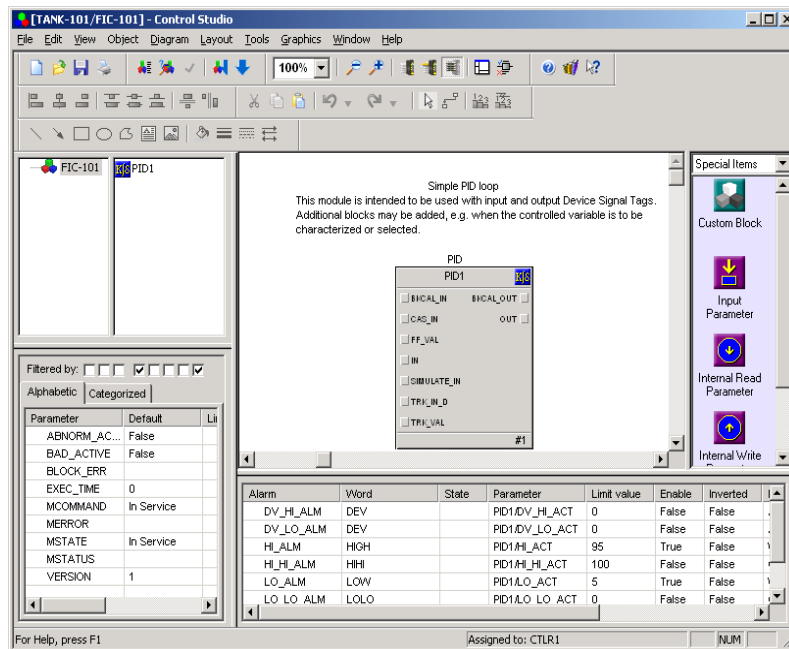 [TANK-101/FIC-101] - Control Studio
File Edit View Object Diagram Layout Tools Graphics Window Help
100%
FIC-101
PID1
Simple PID loop
This module is intended to be used with input and output Device Signal Tags.
Additional blocks may be added, e.g. when the controlled variable is to be
characterized or selected.
PID
PID1
BKCAL_IN BKCAL_OUT
CAS_IN OUT
FF_VAL
IN
SIMULATE_IN
TRK_IN_D
TRK_VAL
#1
Special Items
Custom Block
Input
Parameter
Internal Read
Parameter
Internal Write
Filtered by:
Alphabetic Categorized
Parameter Default Li
ABNORM_AC... False
BAD_ACTIVE False
BLOCK_ERR
EXEC_TIME 0
MCOMMAND In Service
MERROR
MSTATE In Service
MSTATUS
VERSION 1
Alarm Word State Parameter Limit value Enable Inverted
DV_HI_ALM DEV PID1/DV_HI_ACT 0 False False
DV_LO_ALM DEV PID1/DV_LO_ACT 0 False False
HI_ALM HIGH PID1/HI_ACT 95 True False
HI_HI_ALM HIHI PID1/HI_HI_ACT 100 False False
LO_ALM LOW PID1/LO_ACT 5 True False
LO_LO_ALM LOLO PID1/LO_LO_ACT 0 False False
For Help, press F1
Assigned to: CTLR1
NUM